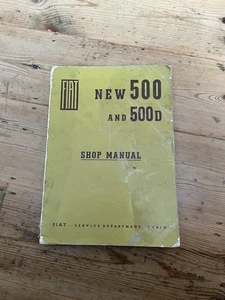 FIAT
NEW 500
AND 500D
SHOP MANUAL
FIAT - SERVICE DEPARTMENT - TURIN